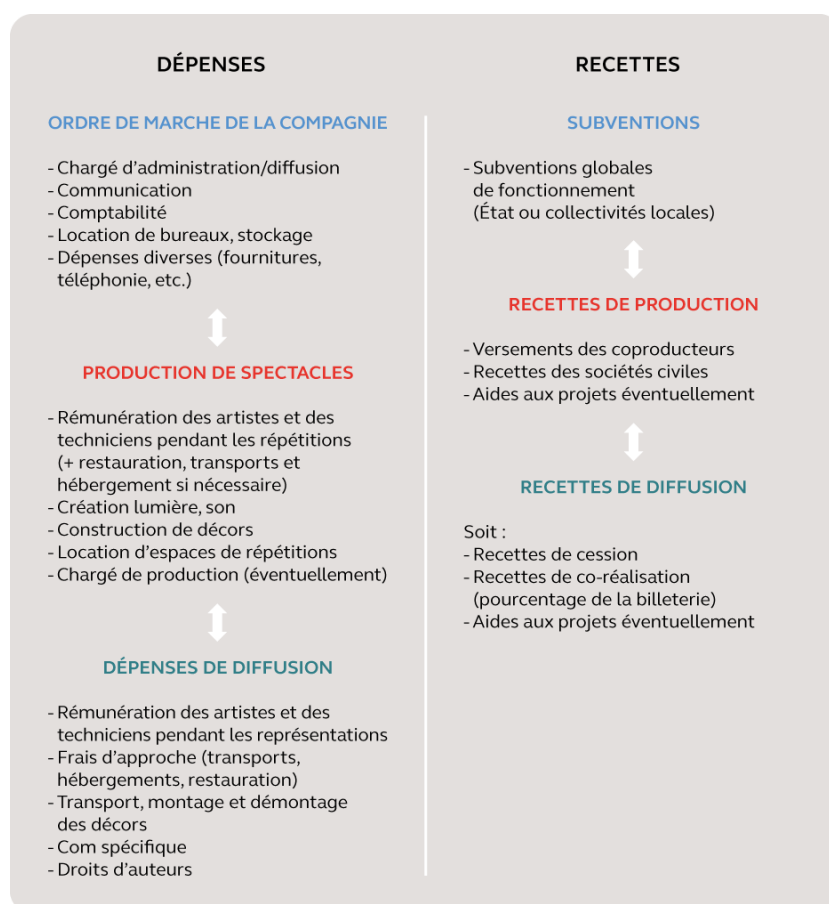 DÉPENSES
ORDRE DE MARCHE DE LA COMPAGNIE
- Chargé d'administration/diffusion
- Communication
- Comptabilité
- Location de bureaux, stockage
- Dépenses diverses (fournitures,
téléphonie, etc.)
PRODUCTION DE SPECTACLES
- Rémunération des artistes et des
techniciens pendant les répétitions
(+ restauration, transports et
hébergement si nécessaire)
- Création lumière, son
- Construction de décors
- Location d'espaces de répétitions
- Chargé de production (éventuellement)
DÉPENSES DE DIFFUSION
- Rémunération des artistes et des
techniciens pendant les représentations
- Frais d'approche (transports,
hébergements, restauration)
- Transport, montage et démontage
des décors
- Com spécifique
- Droits d'auteurs
RECETTES
SUBVENTIONS
- Subventions globales
de fonctionnement
(État ou collectivités locales)
RECETTES DE PRODUCTION
- Versements des coproducteurs
- Recettes des sociétés civiles
- Aides aux projets éventuellement
RECETTES DE DIFFUSION
Soit :
- Recettes de cession
- Recettes de co-réalisation
(pourcentage de la billeterie)
- Aides aux projets éventuellement